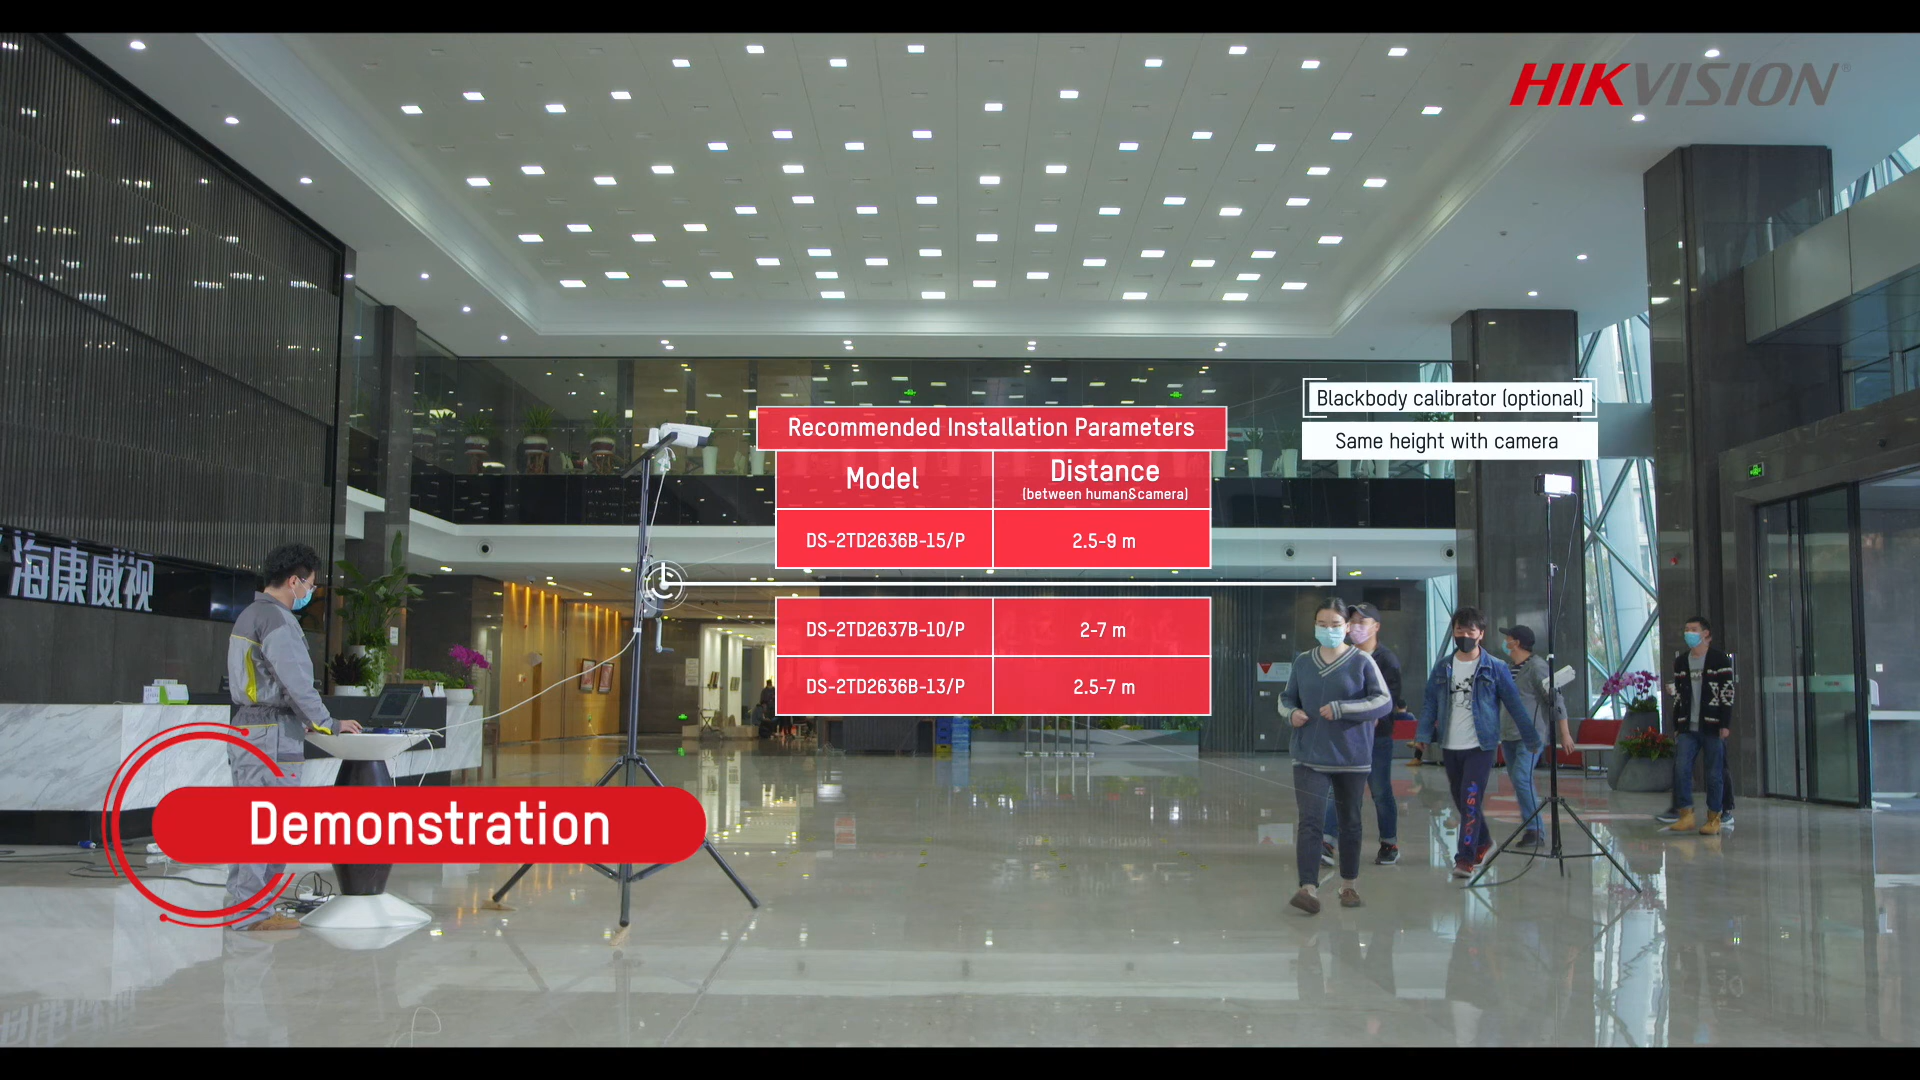 HIKVISION®
Blackbody calibrator (optional)
Same height with camera
Recommended Installation Parameters
Model
Distance
(between human&camera)
DS-2TD2636B-15/P
2.5-9 m
DS-2TD2637B-10/P
2-7 m
DS-2TD2636B-13/P
2.5-7 m
海康威视
Demonstration